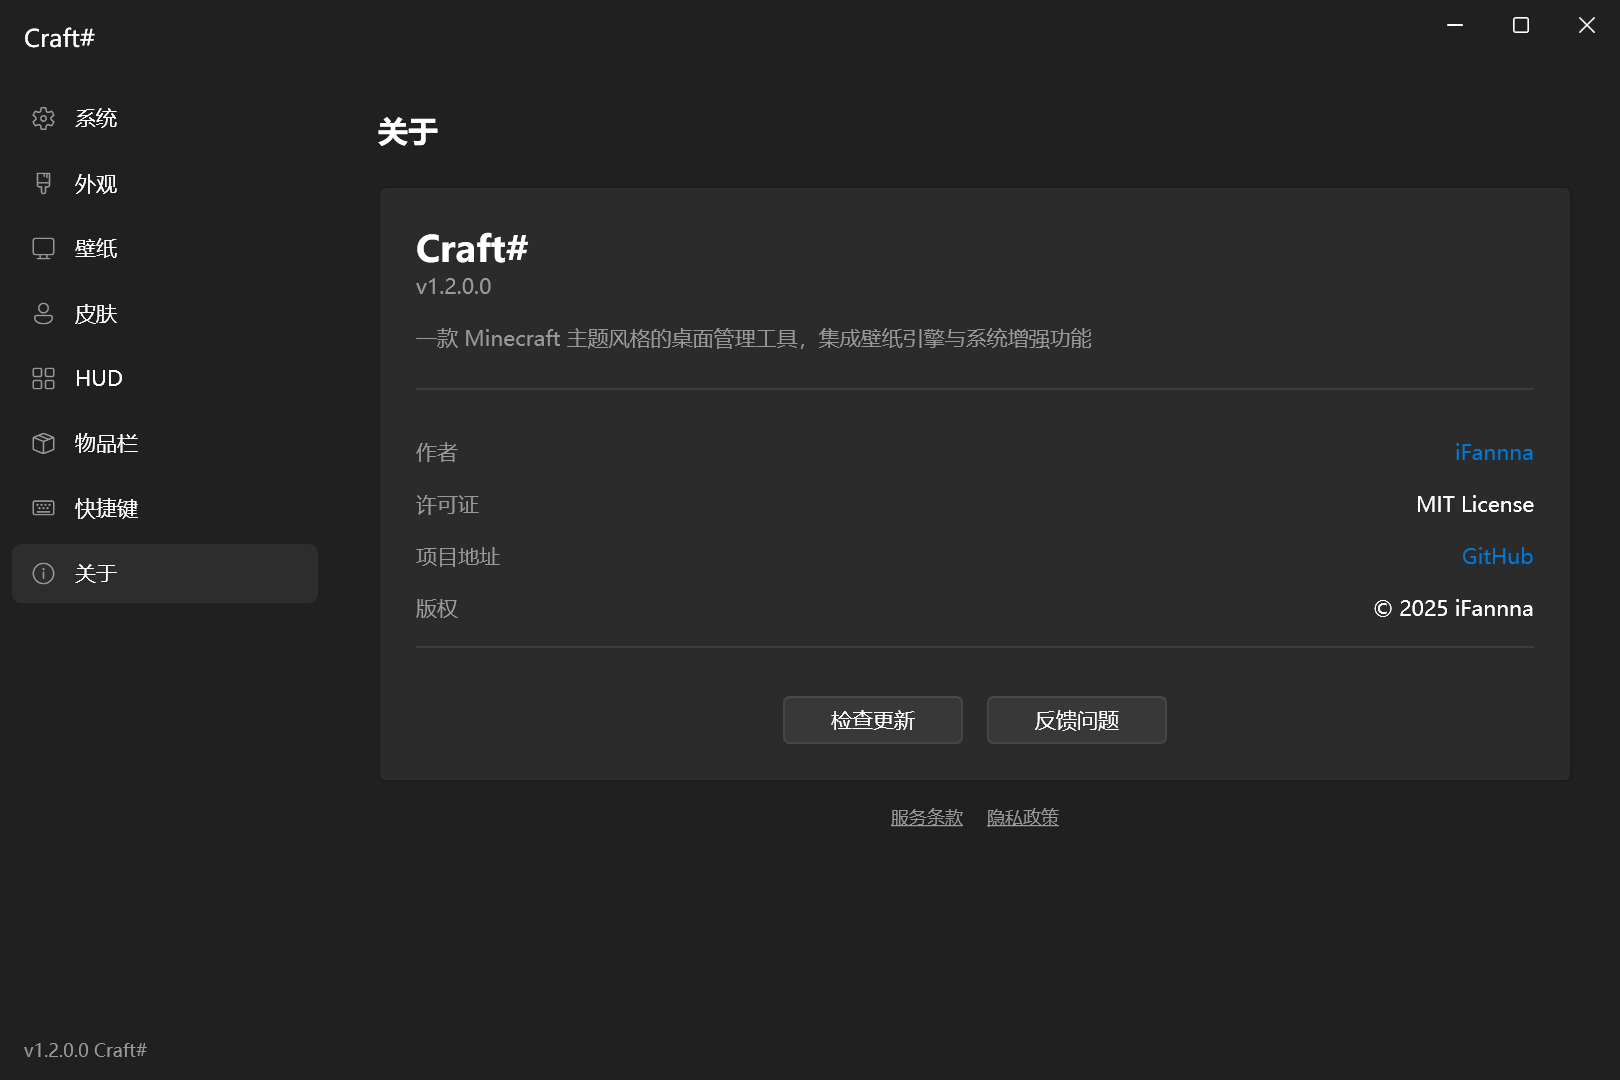 Craft#
系统
外观
壁纸
皮肤
HUD
物品栏
快捷键
关于
关于
Craft#
v1.2.0.0
一款 Minecraft 主题风格的桌面管理工具，集成壁纸引擎与系统增强功能
作者 iFannna
许可证 MIT License
项目地址 GitHub
版权 © 2025 iFannna
检查更新 反馈问题
服务条款 隐私政策
v1.2.0.0 Craft#